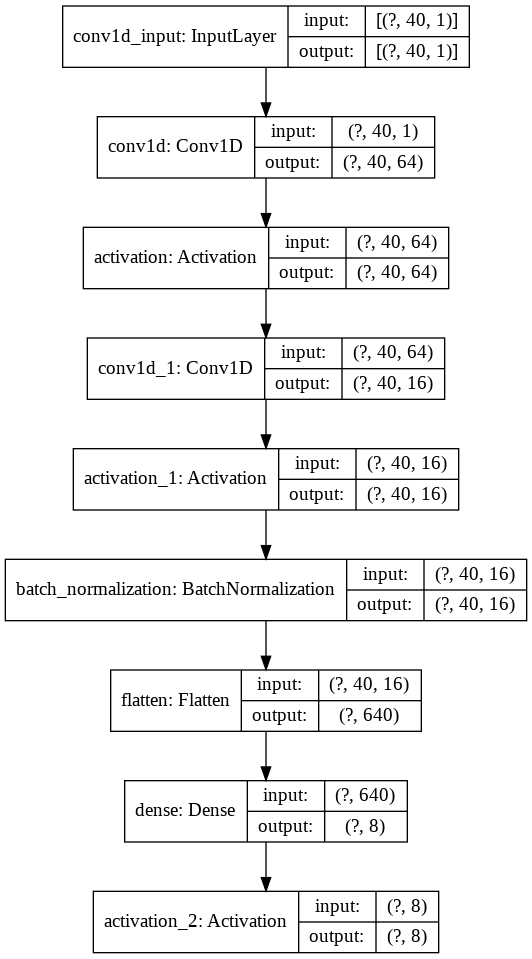 conv1d_input: InputLayer
input: [(?, 40, 1)]
output: [(?, 40, 1)]
conv1d: Conv1D
input: (?, 40, 1)
output: (?, 40, 64)
activation: Activation
input: (?, 40, 64)
output: (?, 40, 64)
conv1d_1: Conv1D
input: (?, 40, 64)
output: (?, 40, 16)
activation_1: Activation
input: (?, 40, 16)
output: (?, 40, 16)
batch_normalization: BatchNormalization
input: (?, 40, 16)
output: (?, 40, 16)
flatten: Flatten
input: (?, 40, 16)
output: (?, 640)
dense: Dense
input: (?, 640)
output: (?, 8)
activation_2: Activation
input: (?, 8)
output: (?, 8)